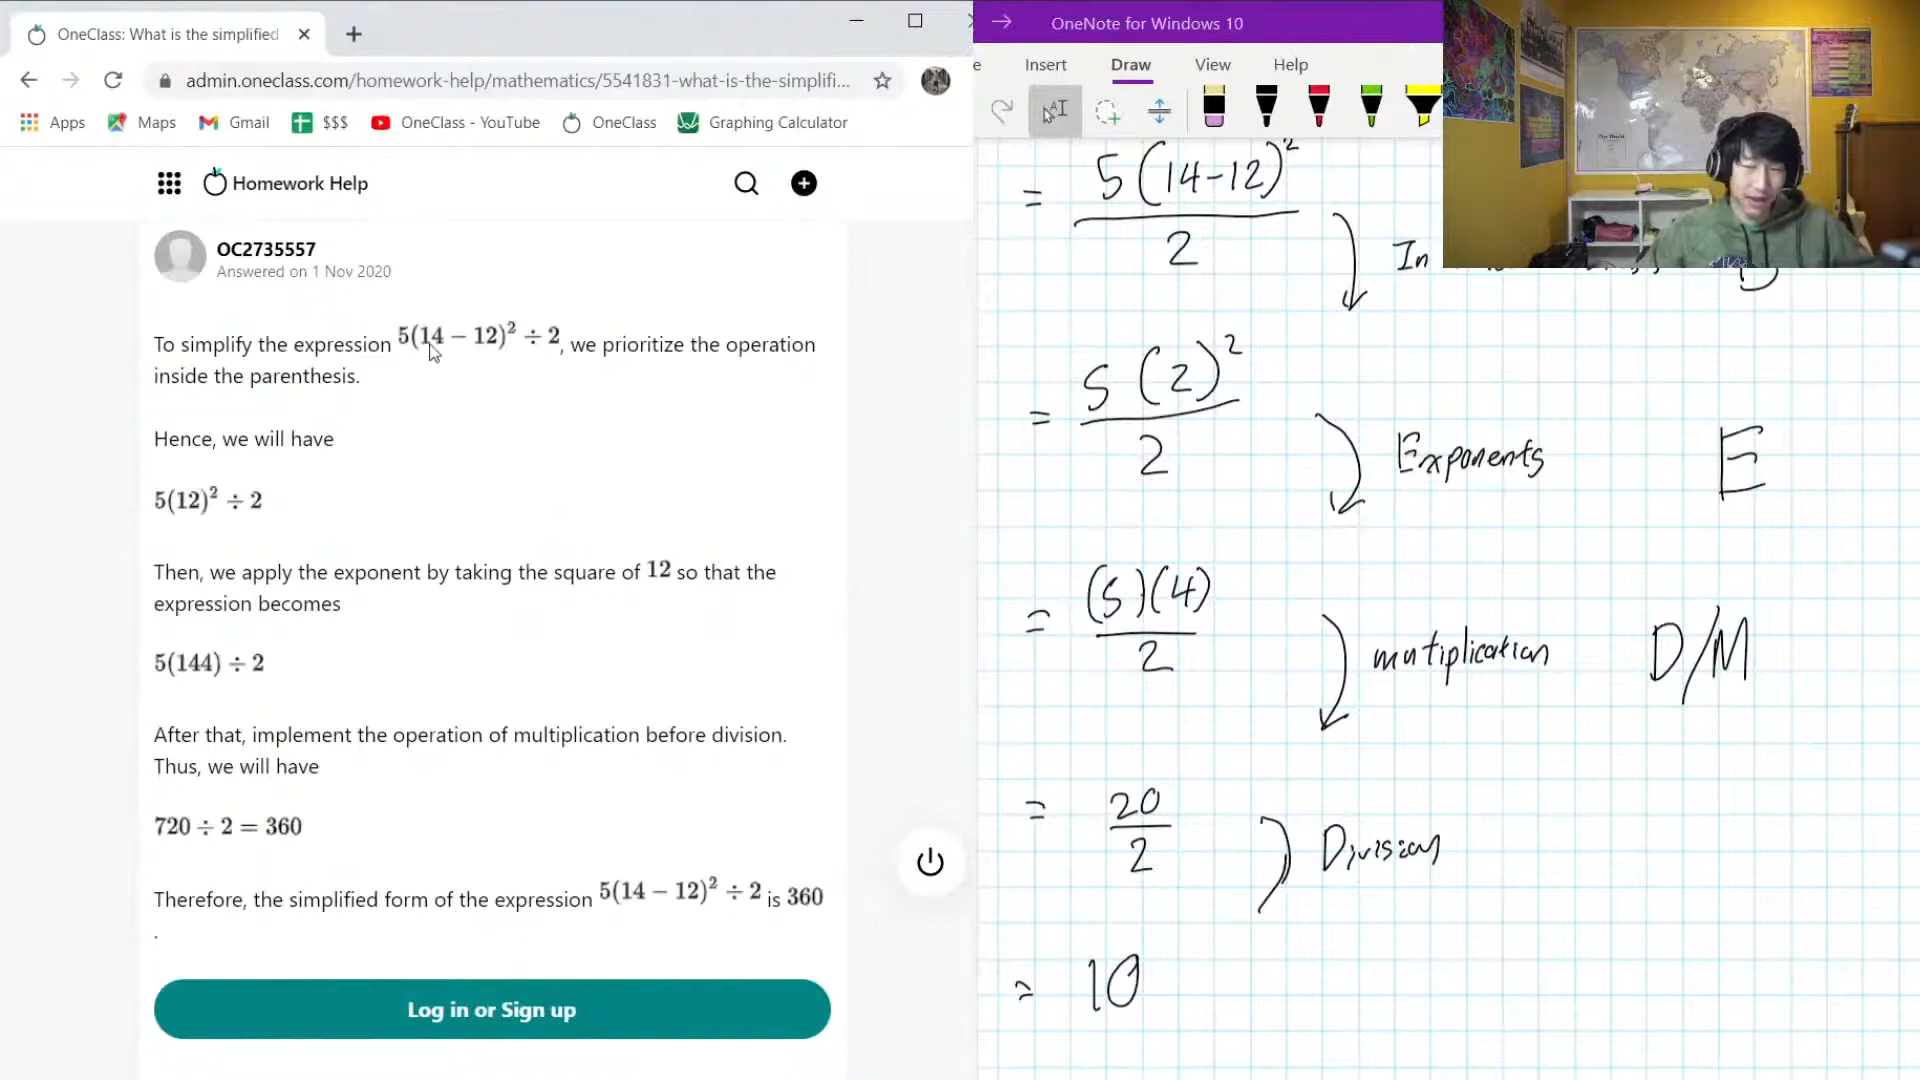 OneClass: What is the simplified
admin.oneclass.com/homework-help/mathematics/5541831-what-is-the-simplifi...
Apps Maps Gmail $$$ OneClass - YouTube OneClass Graphing Calculator
Homework Help
OC2735557
Answered on 1 Nov 2020
To simplify the expression 5(14 − 12)² ÷ 2, we prioritize the operation
inside the parenthesis.
Hence, we will have
5(12)² ÷ 2
Then, we apply the exponent by taking the square of 12 so that the
expression becomes
5(144) ÷ 2
After that, implement the operation of multiplication before division.
Thus, we will have
720 ÷ 2 = 360
Therefore, the simplified form of the expression 5(14 − 12)² ÷ 2 is 360
.
Log in or Sign up
OneNote for Windows 10
Insert Draw View Help
= 5(14-12)²
2
In
= 5 (2)²
2
Exponents E
= (5)(4)
2
mutiplication D/M
= 20
2
Division
= 10